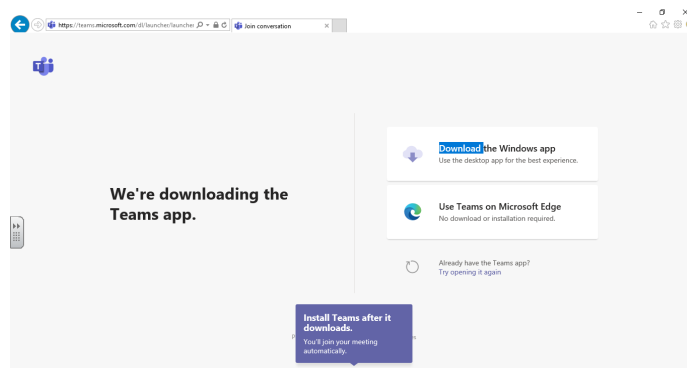 https://teams.microsoft.com/dl/launcher/launcher
Join conversation
We're downloading the
Teams app.
Download the Windows app
Use the desktop app for the best experience.
Use Teams on Microsoft Edge
No download or installation required.
Already have the Teams app?
Try opening it again
Install Teams after it
downloads.
You'll join your meeting
automatically.